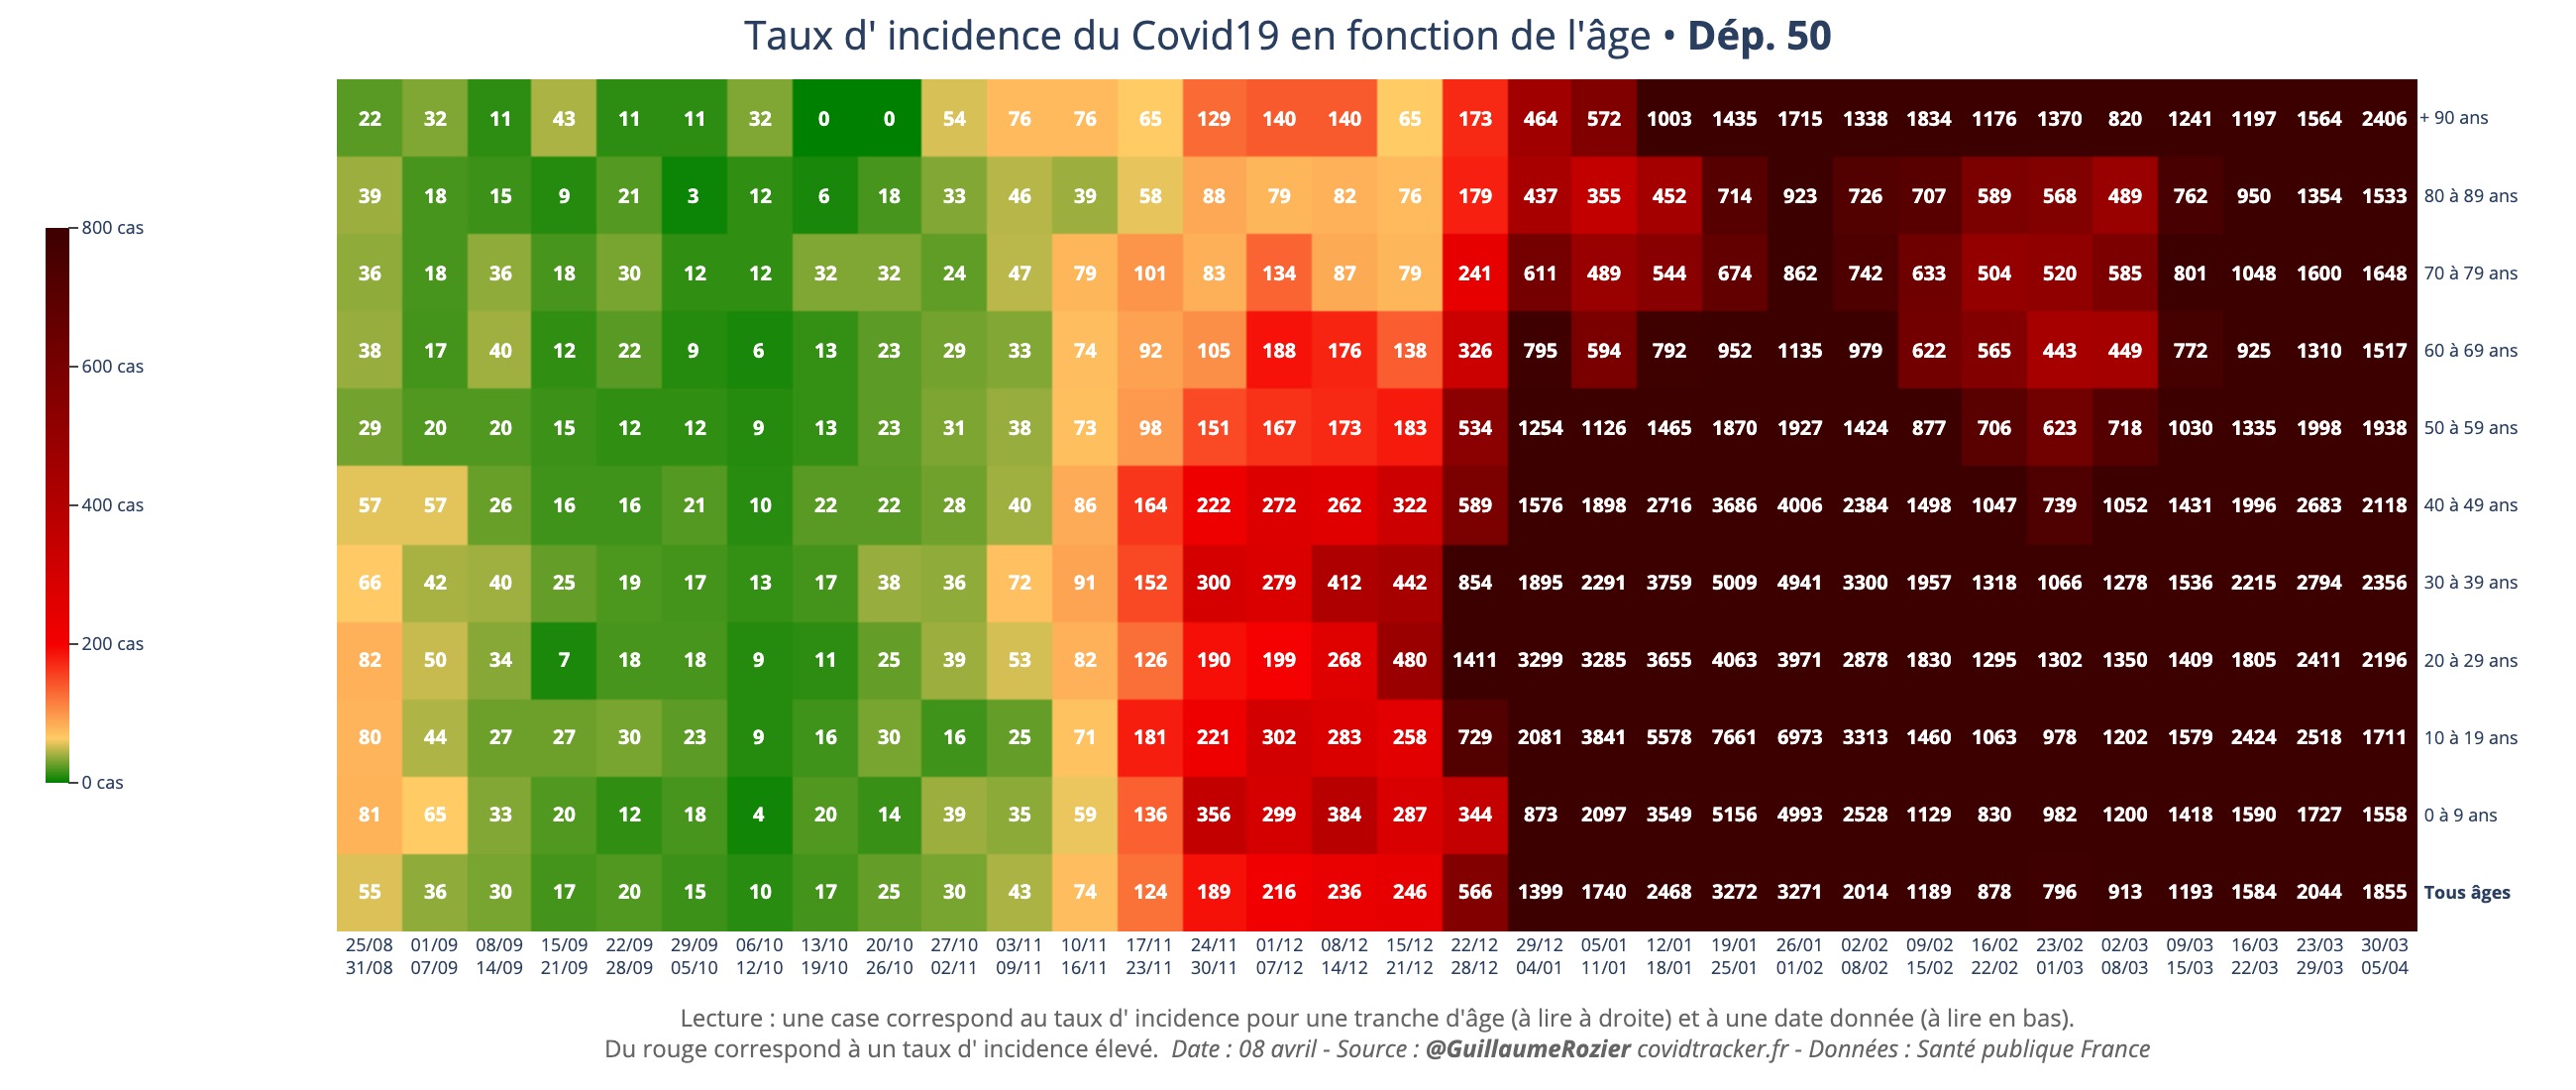 Taux d' incidence du Covid19 en fonction de l'âge • Dép. 50
22 32 11 43 11 11 32 0 0 54 76 76 65 129 140 140 65 173 464 572 1003 1435 1715 1338 1834 1176 1370 820 1241 1197 1564 2406 + 90 ans
39 18 15 9 21 3 12 6 18 33 46 39 58 88 79 82 76 179 437 355 452 714 923 726 707 589 568 489 762 950 1354 1533 80 à 89 ans
36 18 36 18 30 12 12 32 32 24 47 79 101 83 134 87 79 241 611 489 544 674 862 742 633 504 520 585 801 1048 1600 1648 70 à 79 ans
38 17 40 12 22 9 6 13 23 29 33 74 92 105 188 176 138 326 795 594 792 952 1135 979 622 565 443 449 772 925 1310 1517 60 à 69 ans
29 20 20 15 12 12 9 13 23 31 38 73 98 151 167 173 183 534 1254 1126 1465 1870 1927 1424 877 706 623 718 1030 1335 1998 1938 50 à 59 ans
57 57 26 16 16 21 10 22 22 28 40 86 164 222 272 262 322 589 1576 1898 2716 3686 4006 2384 1498 1047 739 1052 1431 1996 2683 2118 40 à 49 ans
66 42 40 25 19 17 13 17 38 36 72 91 152 300 279 412 442 854 1895 2291 3759 5009 4941 3300 1957 1318 1066 1278 1536 2215 2794 2356 30 à 39 ans
82 50 34 7 18 18 9 11 25 39 53 82 126 190 199 268 480 1411 3299 3285 3655 4063 3971 2878 1830 1295 1302 1350 1409 1805 2411 2196 20 à 29 ans
80 44 27 27 30 23 9 16 30 16 25 71 181 221 302 283 258 729 2081 3841 5578 7661 6973 3313 1460 1063 978 1202 1579 2424 2518 1711 10 à 19 ans
81 65 33 20 12 18 4 20 14 39 35 59 136 356 299 384 287 344 873 2097 3549 5156 4993 2528 1129 830 982 1200 1418 1590 1727 1558 0 à 9 ans
55 36 30 17 20 15 10 17 25 30 43 74 124 189 216 236 246 566 1399 1740 2468 3272 3271 2014 1189 878 796 913 1193 1584 2044 1855 Tous âges
25/08 01/09 08/09 15/09 22/09 29/09 06/10 13/10 20/10 27/10 03/11 10/11 17/11 24/11 01/12 08/12 15/12 22/12 29/12 05/01 12/01 19/01 26/01 02/02 09/02 16/02 23/02 02/03 09/03 16/03 23/03 30/03
31/08 07/09 14/09 21/09 28/09 05/10 12/10 19/10 26/10 02/11 09/11 16/11 23/11 30/11 07/12 14/12 21/12 28/12 04/01 11/01 18/01 25/01 01/02 08/02 15/02 22/02 01/03 08/03 15/03 22/03 29/03 05/04
800 cas
600 cas
400 cas
200 cas
0 cas
Lecture : une case correspond au taux d' incidence pour une tranche d'âge (à lire à droite) et à une date donnée (à lire en bas).
Du rouge correspond à un taux d' incidence élevé. Date : 08 avril - Source : @GuillaumeRozier covidtracker.fr - Données : Santé publique France